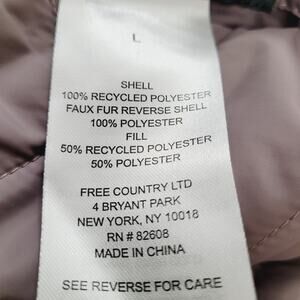 L
SHELL
100% RECYCLED POLYESTER
FAUX FUR REVERSE SHELL
100% POLYESTER
FILL
50% RECYCLED POLYESTER
50% POLYESTER
FREE COUNTRY LTD
4 BRYANT PARK
NEW YORK, NY 10018
RN # 82608
MADE IN CHINA
SEE REVERSE FOR CARE